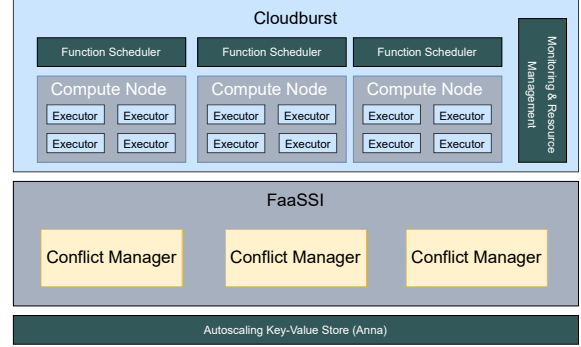 Cloudburst
Function Scheduler
Function Scheduler
Function Scheduler
Monitoring & Resource
Management
Compute Node
Compute Node
Compute Node
Executor
Executor
Executor
Executor
Executor
Executor
Executor
Executor
Executor
Executor
Executor
Executor
FaaSSI
Conflict Manager
Conflict Manager
Conflict Manager
Autoscaling Key-Value Store (Anna)